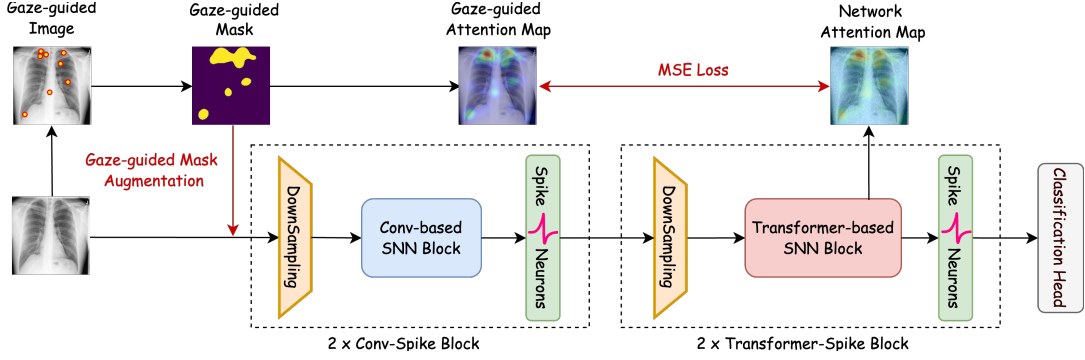 Gaze-guided
Image
Gaze-guided
Mask
Gaze-guided
Attention Map
Network
Attention Map
MSE Loss
Gaze-guided Mask
Augmentation
DownSampling
Conv-based
SNN Block
Spike
Neurons
DownSampling
Transformer-based
SNN Block
Spike
Neurons
Classification Head
2 x Conv-Spike Block
2 x Transformer-Spike Block